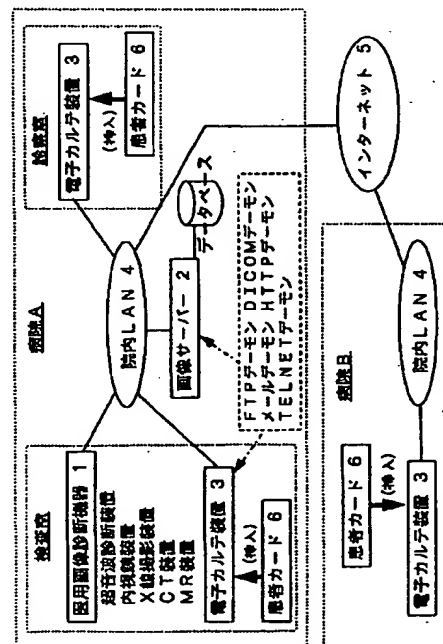 病院A
検査室
医用画像診断機器 1
超音波診断装置
内視鏡装置
X線撮影装置
CT装置
MR装置
電子カルテ装置 3
(挿入)
患者カード 6
院内LAN 4
画像サーバー 2
データベース
FTPデーモン DICOMデーモン
メールデーモン HTTPデーモン
TELNETデーモン
診察室
電子カルテ装置 3
(挿入)
患者カード 6
インターネット 5
病院B
患者カード 6
(挿入)
電子カルテ装置 3
院内LAN 4